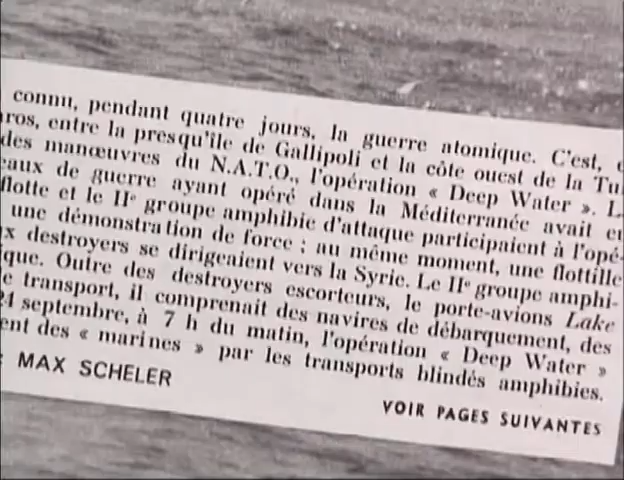 connu, pendant quatre jours, la guerre atomique. C'est,
ros, entre la presqu'île de Gallipoli et la côte ouest de la Tu
des manœuvres du N.A.T.O., l'opération « Deep Water ». L
aux de guerre ayant opéré dans la Méditerranée avait
flotte et le IIe groupe amphibie d'attaque participaient à l'opé-
une démonstration de force ; au même moment, une flottille
x destroyers se dirigeaient vers la Syrie. Le IIe groupe amphi-
que. Outre des destroyers escorteurs, le porte-avions Lake
e transport, il comprenait des navires de débarquement, des
24 septembre, à 7 h du matin, l'opération « Deep Water »
ent des « marines » par les transports blindés amphibies.
MAX SCHELER
VOIR PAGES SUIVANTES